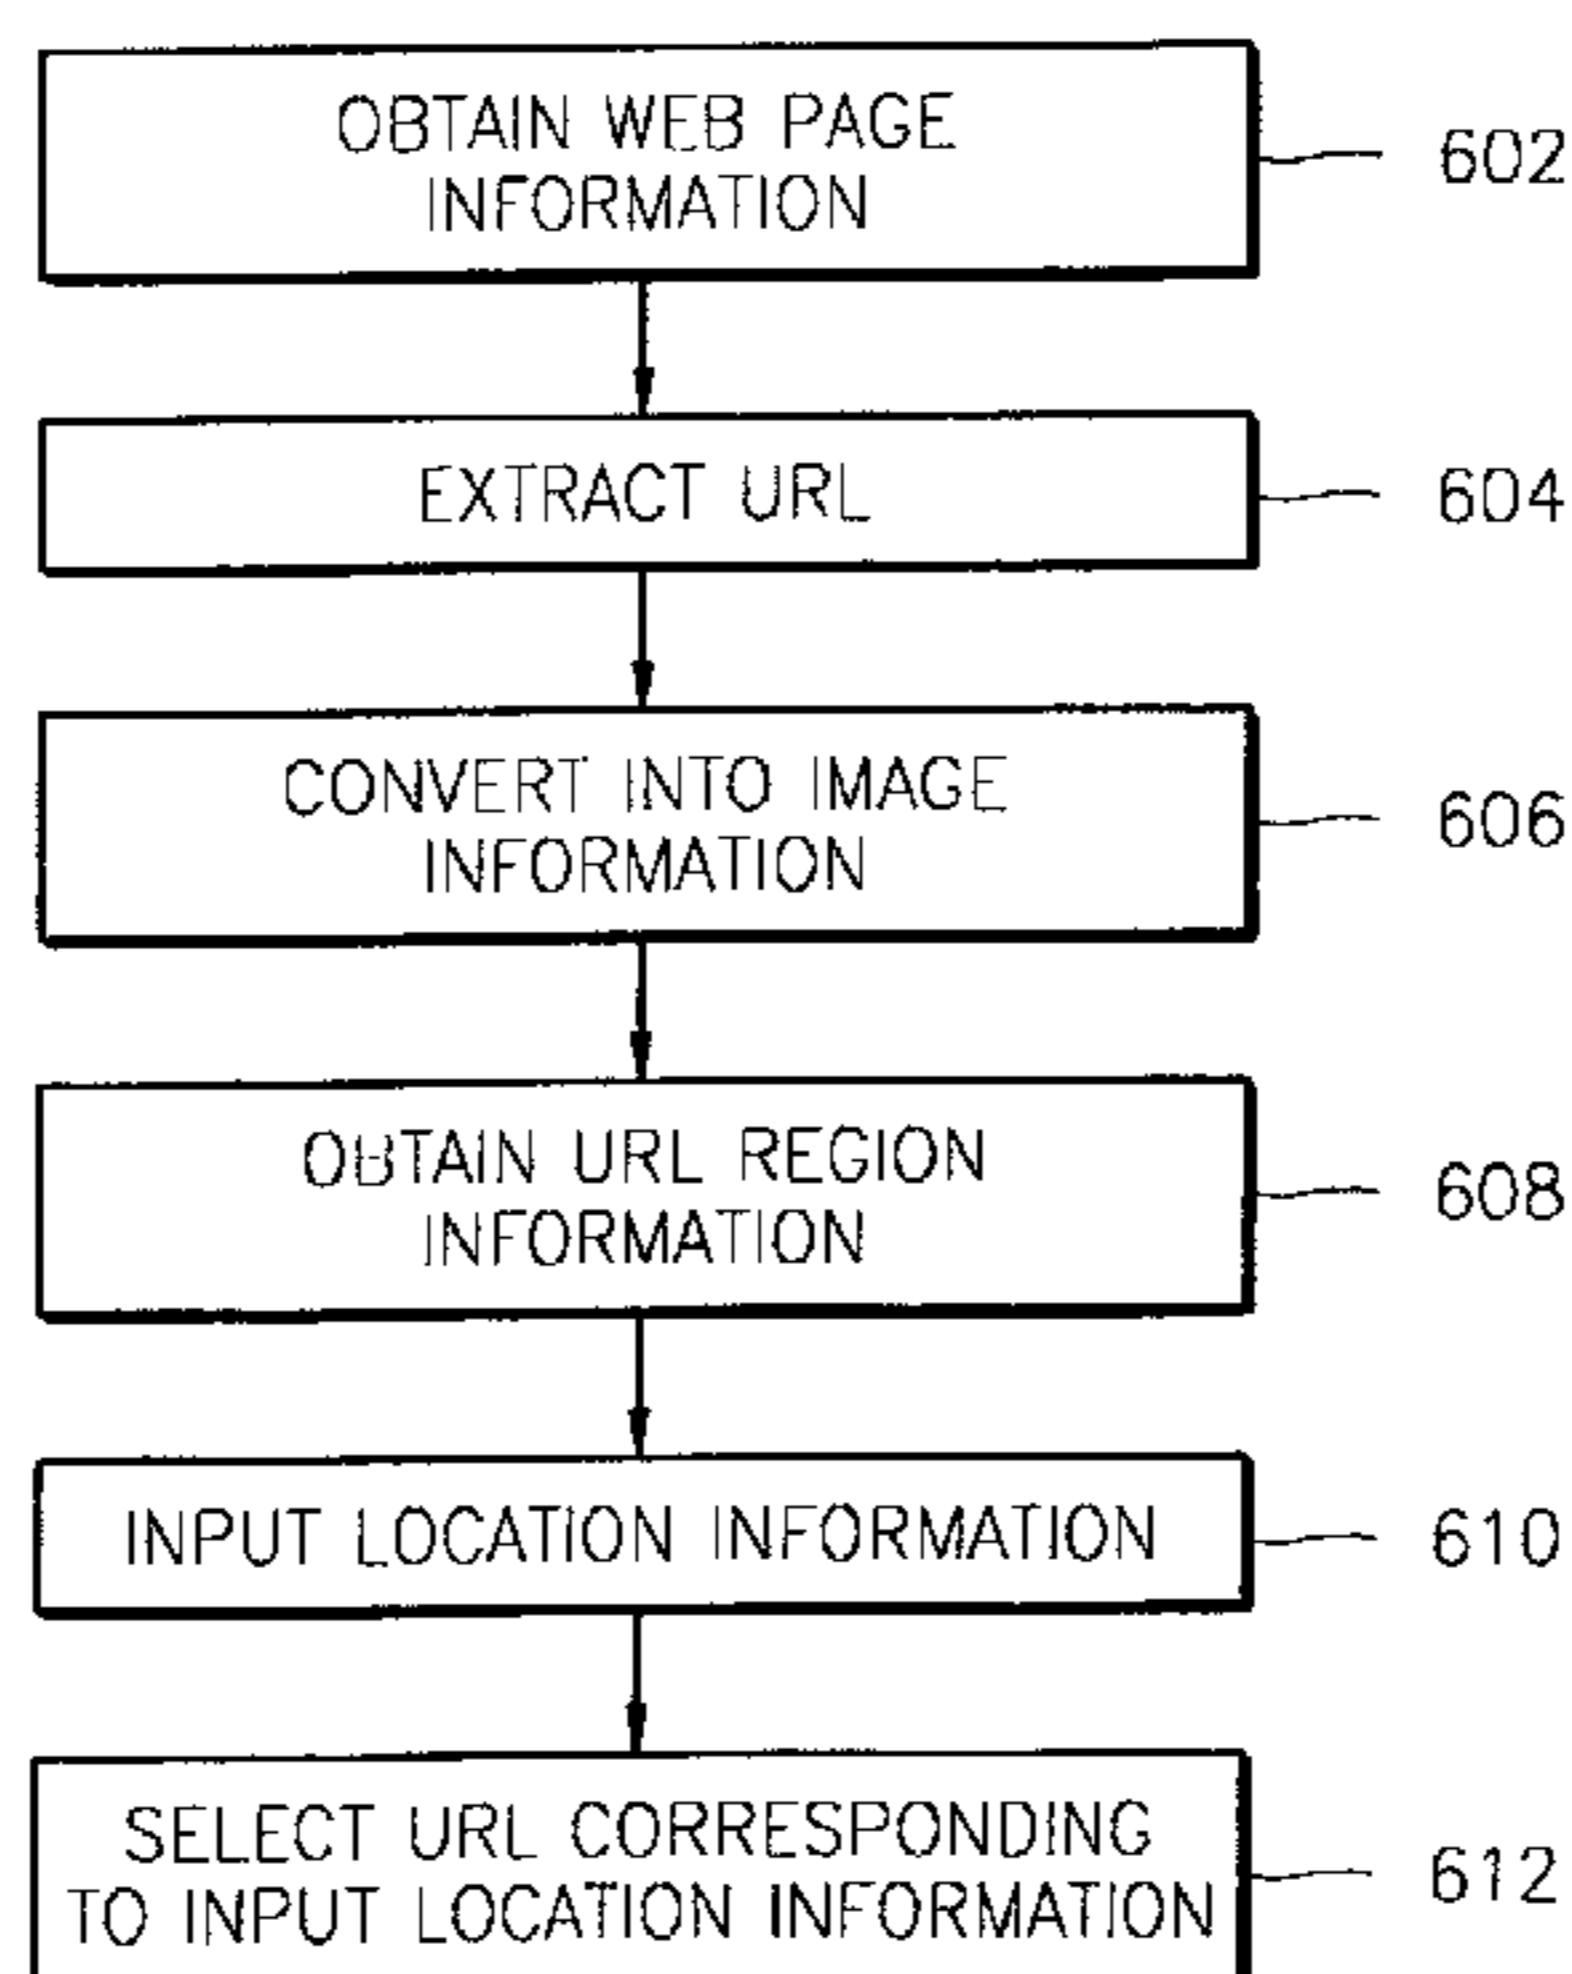 OBTAIN WEB PAGE
INFORMATION
602
EXTRACT URL
604
CONVERT INTO IMAGE
INFORMATION
606
OBTAIN URL REGION
INFORMATION
608
INPUT LOCATION INFORMATION
610
SELECT URL CORRESPONDING
TO INPUT LOCATION INFORMATION
612